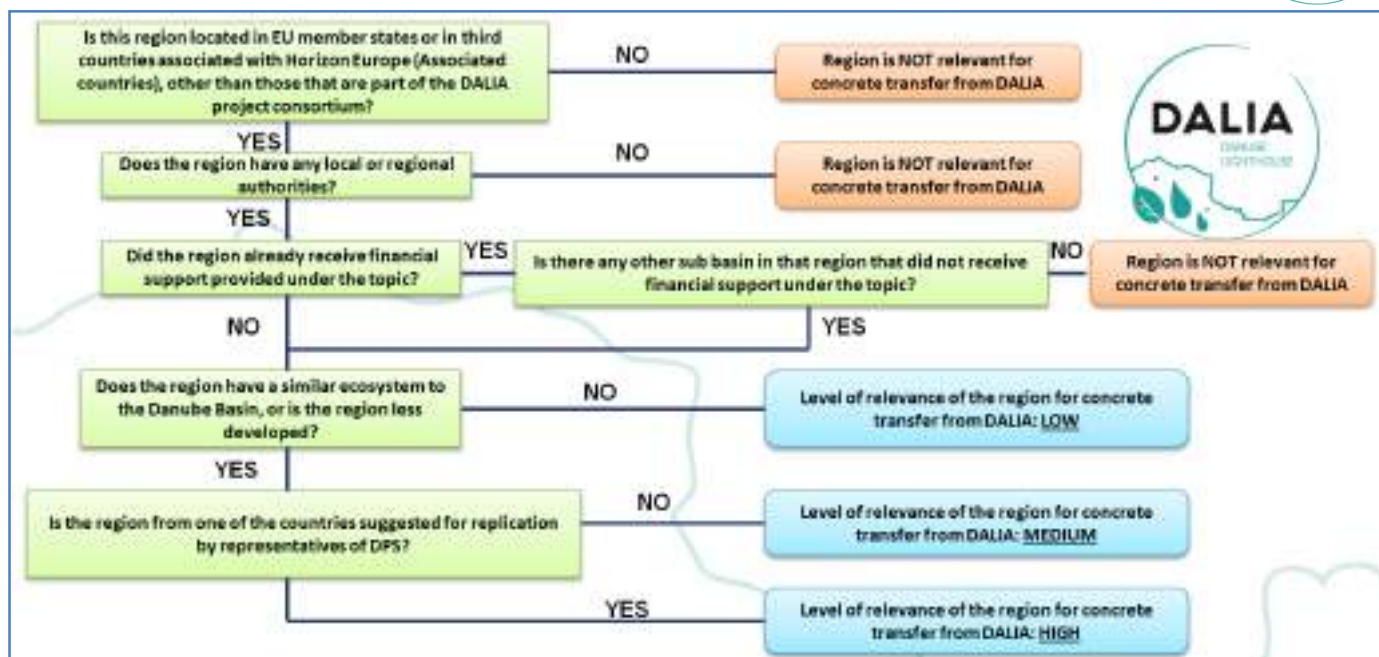 Is this region located in EU member states or in third
countries associated with Horizon Europe (Associated
countries), other than those that are part of the DALIA
project consortium?
NO
Region is NOT relevant for
concrete transfer from DALIA
DALIA
DANUBE
LIGHTHOUSE
YES
Does the region have any local or regional
authorities?
NO
Region is NOT relevant for
concrete transfer from DALIA
YES
Did the region already receive financial
support provided under the topic?
YES
Is there any other sub basin in that region that did not receive
financial support under the topic?
NO
Region is NOT relevant for
concrete transfer from DALIA
NO
YES
Does the region have a similar ecosystem to
the Danube Basin, or is the region less
developed?
NO
Level of relevance of the region for concrete
transfer from DALIA: LOW
YES
Is the region from one of the countries suggested for replication
by representatives of DPS?
NO
Level of relevance of the region for concrete
transfer from DALIA: MEDIUM
YES
Level of relevance of the region for concrete
transfer from DALIA: HIGH